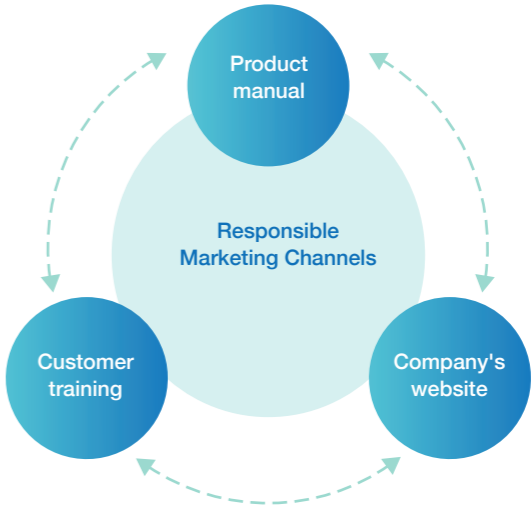 Product
manual
Responsible
Marketing Channels
Customer
training
Company's
website